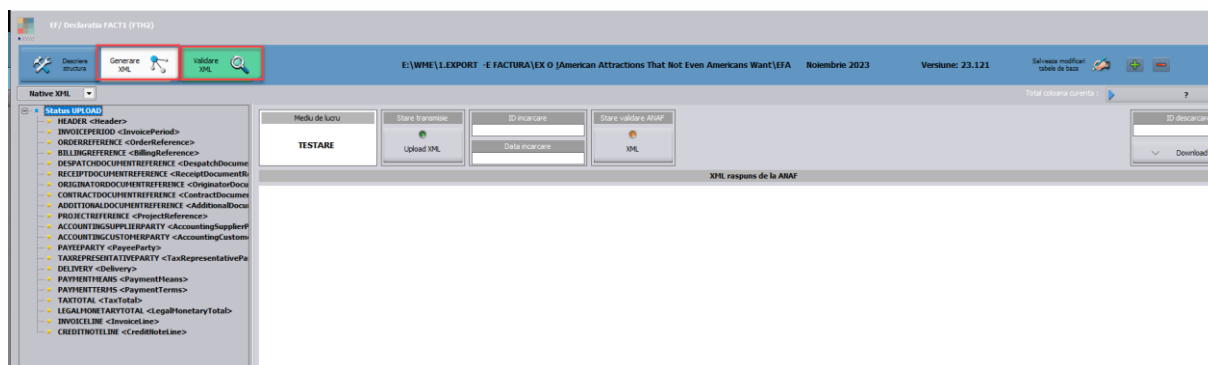 EF/ Declaratia FACT1 (FTH2)
Descriere structura
Generare XML
Validare XML
E:\WME\1.EXPORT -E FACTURA\EX O !American Attractions That Not Even Americans Want\EFA Noiembrie 2023 Versiune: 23.121
Salveaza modificari tabele de baza
Native XML
Total coloana curenta :
?
Status UPLOAD
HEADER <Header>
INVOICEPERIOD <InvoicePeriod>
ORDERREFERENCE <OrderReference>
BILLINGREFERENCE <BillingReference>
DESPATCHDOCUMENTREFERENCE <DespatchDocume
RECEIPTDOCUMENTREFERENCE <ReceiptDocumentR
ORIGINATORDOCUMENTREFERENCE <OriginatorDocu
CONTRACTDOCUMENTREFERENCE <ContractDocumen
ADDITIONALDOCUMENTREFERENCE <AdditionalDocu
PROJECTREFERENCE <ProjectReference>
ACCOUNTINGSUPPLIERPARTY <AccountingSupplierP
ACCOUNTINGCUSTOMERPARTY <AccountingCustom
PAYEEPARTY <PayeeParty>
TAXREPRESENTATIVEPARTY <TaxRepresentativePa
DELIVERY <Delivery>
PAYMENTMEANS <PaymentMeans>
PAYMENTTERMS <PaymentTerms>
TAXTOTAL <TaxTotal>
LEGALMONETARYTOTAL <LegalMonetaryTotal>
INVOICELINE <InvoiceLine>
CREDITNOTELINE <CreditNoteLine>
Mediu de lucru
TESTARE
Stare transmisie
Upload XML
ID incarcare
Data incarcare
Stare validare ANAF
XML
ID descarcare
Download
XML raspuns de la ANAF